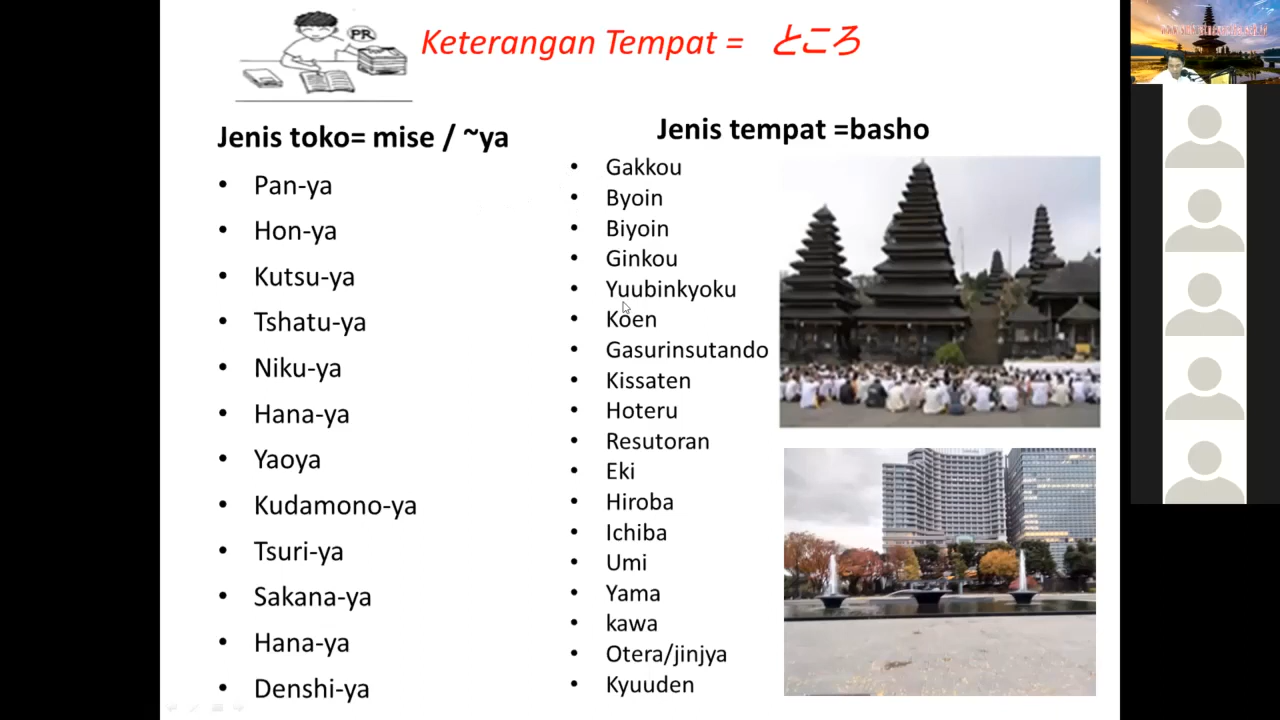 PR
Keterangan Tempat = ところ
Jenis toko= mise / ~ya
• Pan-ya
• Hon-ya
• Kutsu-ya
• Tshatu-ya
• Niku-ya
• Hana-ya
• Yaoya
• Kudamono-ya
• Tsuri-ya
• Sakana-ya
• Hana-ya
• Denshi-ya
Jenis tempat =basho
• Gakkou
• Byoin
• Biyoin
• Ginkou
• Yuubinkyoku
• Koen
• Gasurinsutando
• Kissaten
• Hoteru
• Resutoran
• Eki
• Hiroba
• Ichiba
• Umi
• Yama
• kawa
• Otera/jinjya
• Kyuuden